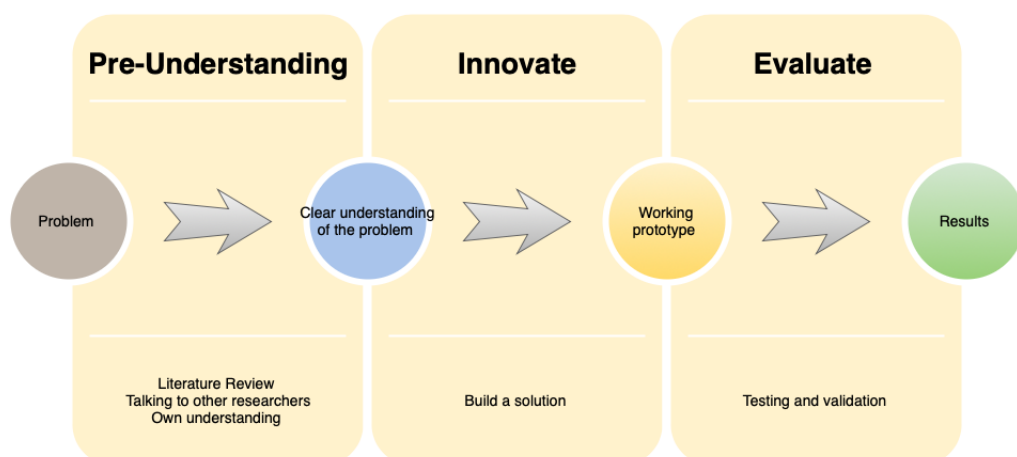 Pre-Understanding
Innovate
Evaluate
Problem
Clear understanding
of the problem
Working
prototype
Results
Literature Review
Talking to other researchers
Own understanding
Build a solution
Testing and validation